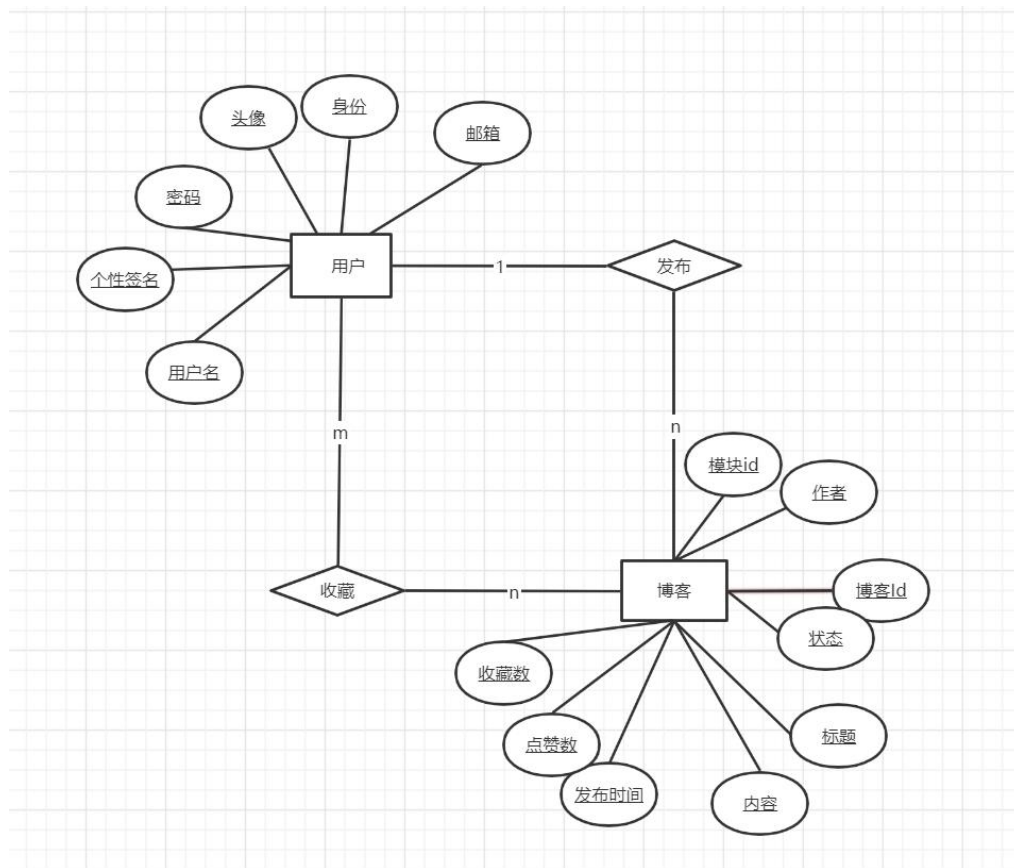 身份
头像
邮箱
密码
用户
1
发布
个性签名
用户名
n
m
模块id
作者
收藏
n
博客
博客Id
状态
收藏数
标题
点赞数
发布时间
内容